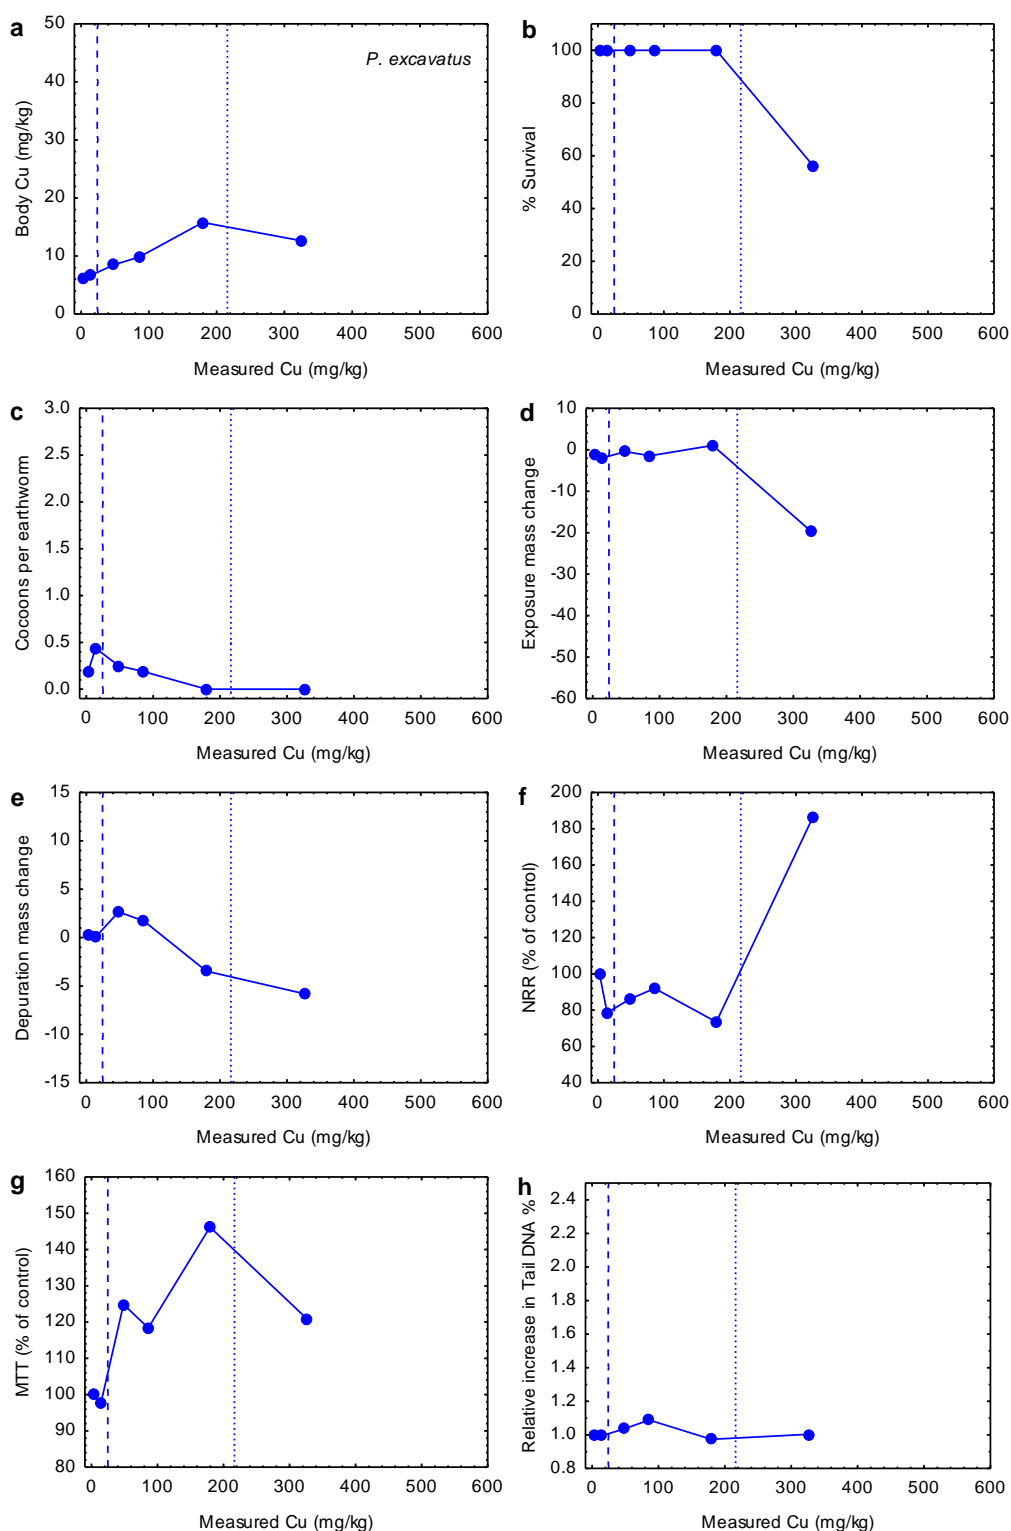 a
50
40
30
20
10
0
Body Cu (mg/kg)
P. excavatus
0 100 200 300 400 500 600
Measured Cu (mg/kg)
b
100
80
60
40
20
0
% Survival
0 100 200 300 400 500 600
Measured Cu (mg/kg)
c
3.0
2.5
2.0
1.5
1.0
0.5
0.0
Cocoons per earthworm
0 100 200 300 400 500 600
Measured Cu (mg/kg)
d
10
0
-10
-20
-30
-40
-50
-60
Exposure mass change
0 100 200 300 400 500 600
Measured Cu (mg/kg)
e
15
10
5
0
-5
-10
-15
Depuration mass change
0 100 200 300 400 500 600
Measured Cu (mg/kg)
f
200
180
160
140
120
100
80
60
40
NRR (% of control)
0 100 200 300 400 500 600
Measured Cu (mg/kg)
g
160
150
140
130
120
110
100
90
80
MTT (% of control)
0 100 200 300 400 500 600
Measured Cu (mg/kg)
h
2.4
2.2
2.0
1.8
1.6
1.4
1.2
1.0
0.8
Relative increase in Tail DNA %
0 100 200 300 400 500 600
Measured Cu (mg/kg)